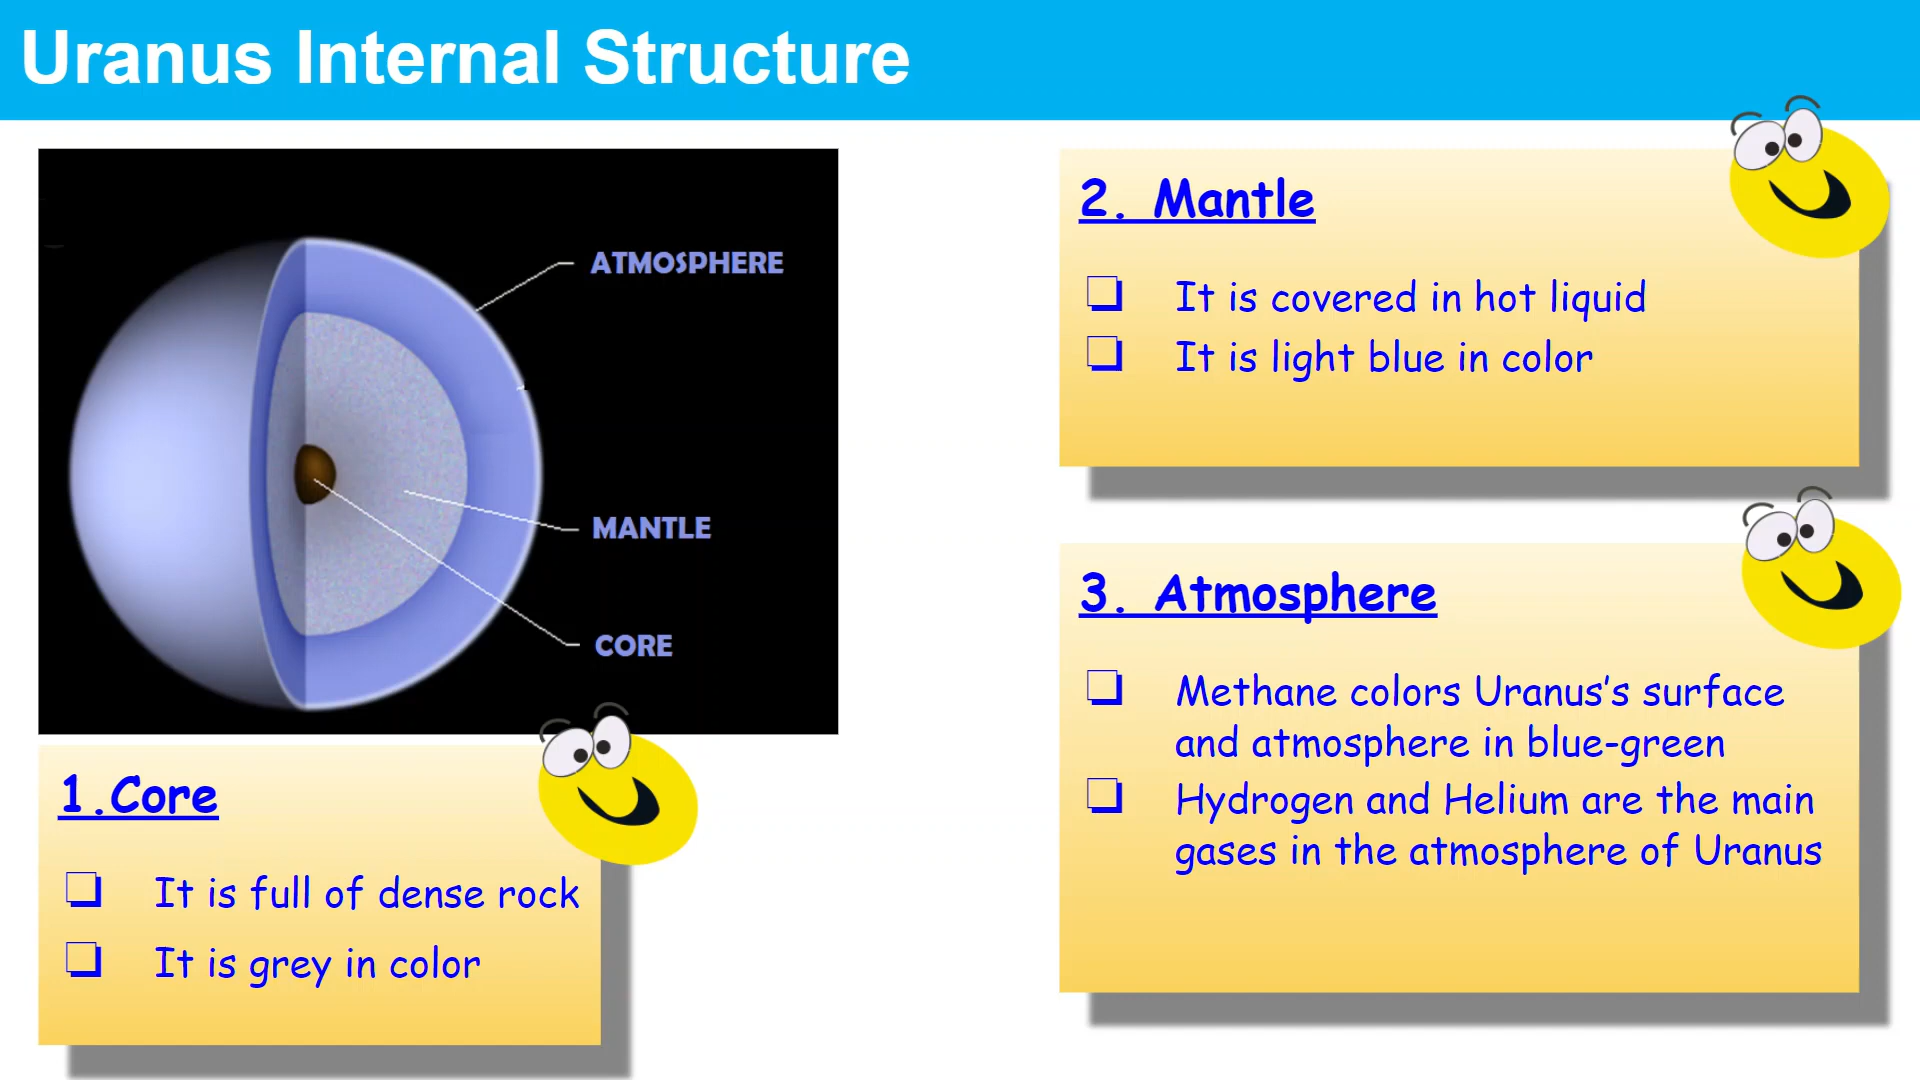 Uranus Internal Structure
ATMOSPHERE
MANTLE
CORE
1.Core
❏ It is full of dense rock
❏ It is grey in color
2. Mantle
❏ It is covered in hot liquid
❏ It is light blue in color
3. Atmosphere
❏ Methane colors Uranus’s surface
and atmosphere in blue-green
❏ Hydrogen and Helium are the main
gases in the atmosphere of Uranus